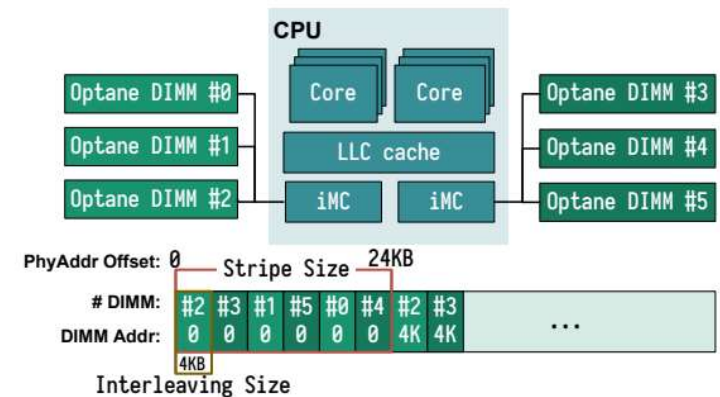 CPU
Optane DIMM #0
Optane DIMM #1
Optane DIMM #2
Core
Core
LLC cache
iMC
iMC
Optane DIMM #3
Optane DIMM #4
Optane DIMM #5
PhyAddr Offset: 0
Stripe Size
24KB
# DIMM: #2 #3 #1 #5 #0 #4 #2 #3
DIMM Addr: 0 0 0 0 0 0 4K 4K
...
4KB
Interleaving Size